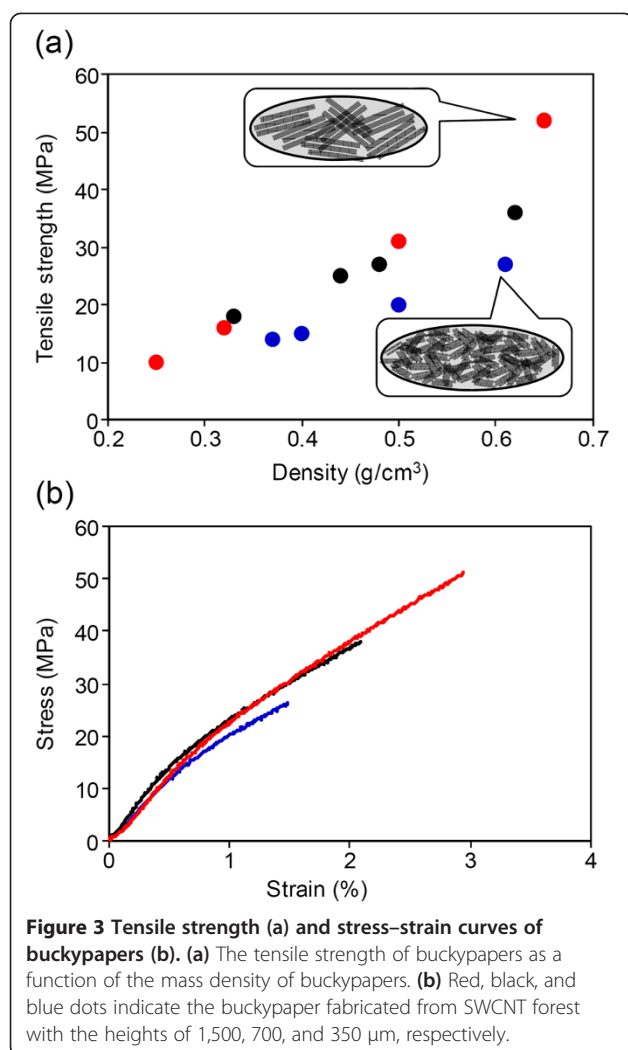 (a)
60
50
40
30
20
10
0
Tensile strength (MPa)
0.2 0.3 0.4 0.5 0.6 0.7
Density (g/cm³)
(b)
60
50
40
30
20
10
0
Stress (MPa)
0 1 2 3 4
Strain (%)
Figure 3 Tensile strength (a) and stress–strain curves of
buckypapers (b). (a) The tensile strength of buckypapers as a
function of the mass density of buckypapers. (b) Red, black, and
blue dots indicate the buckypaper fabricated from SWCNT forest
with the heights of 1,500, 700, and 350 μm, respectively.